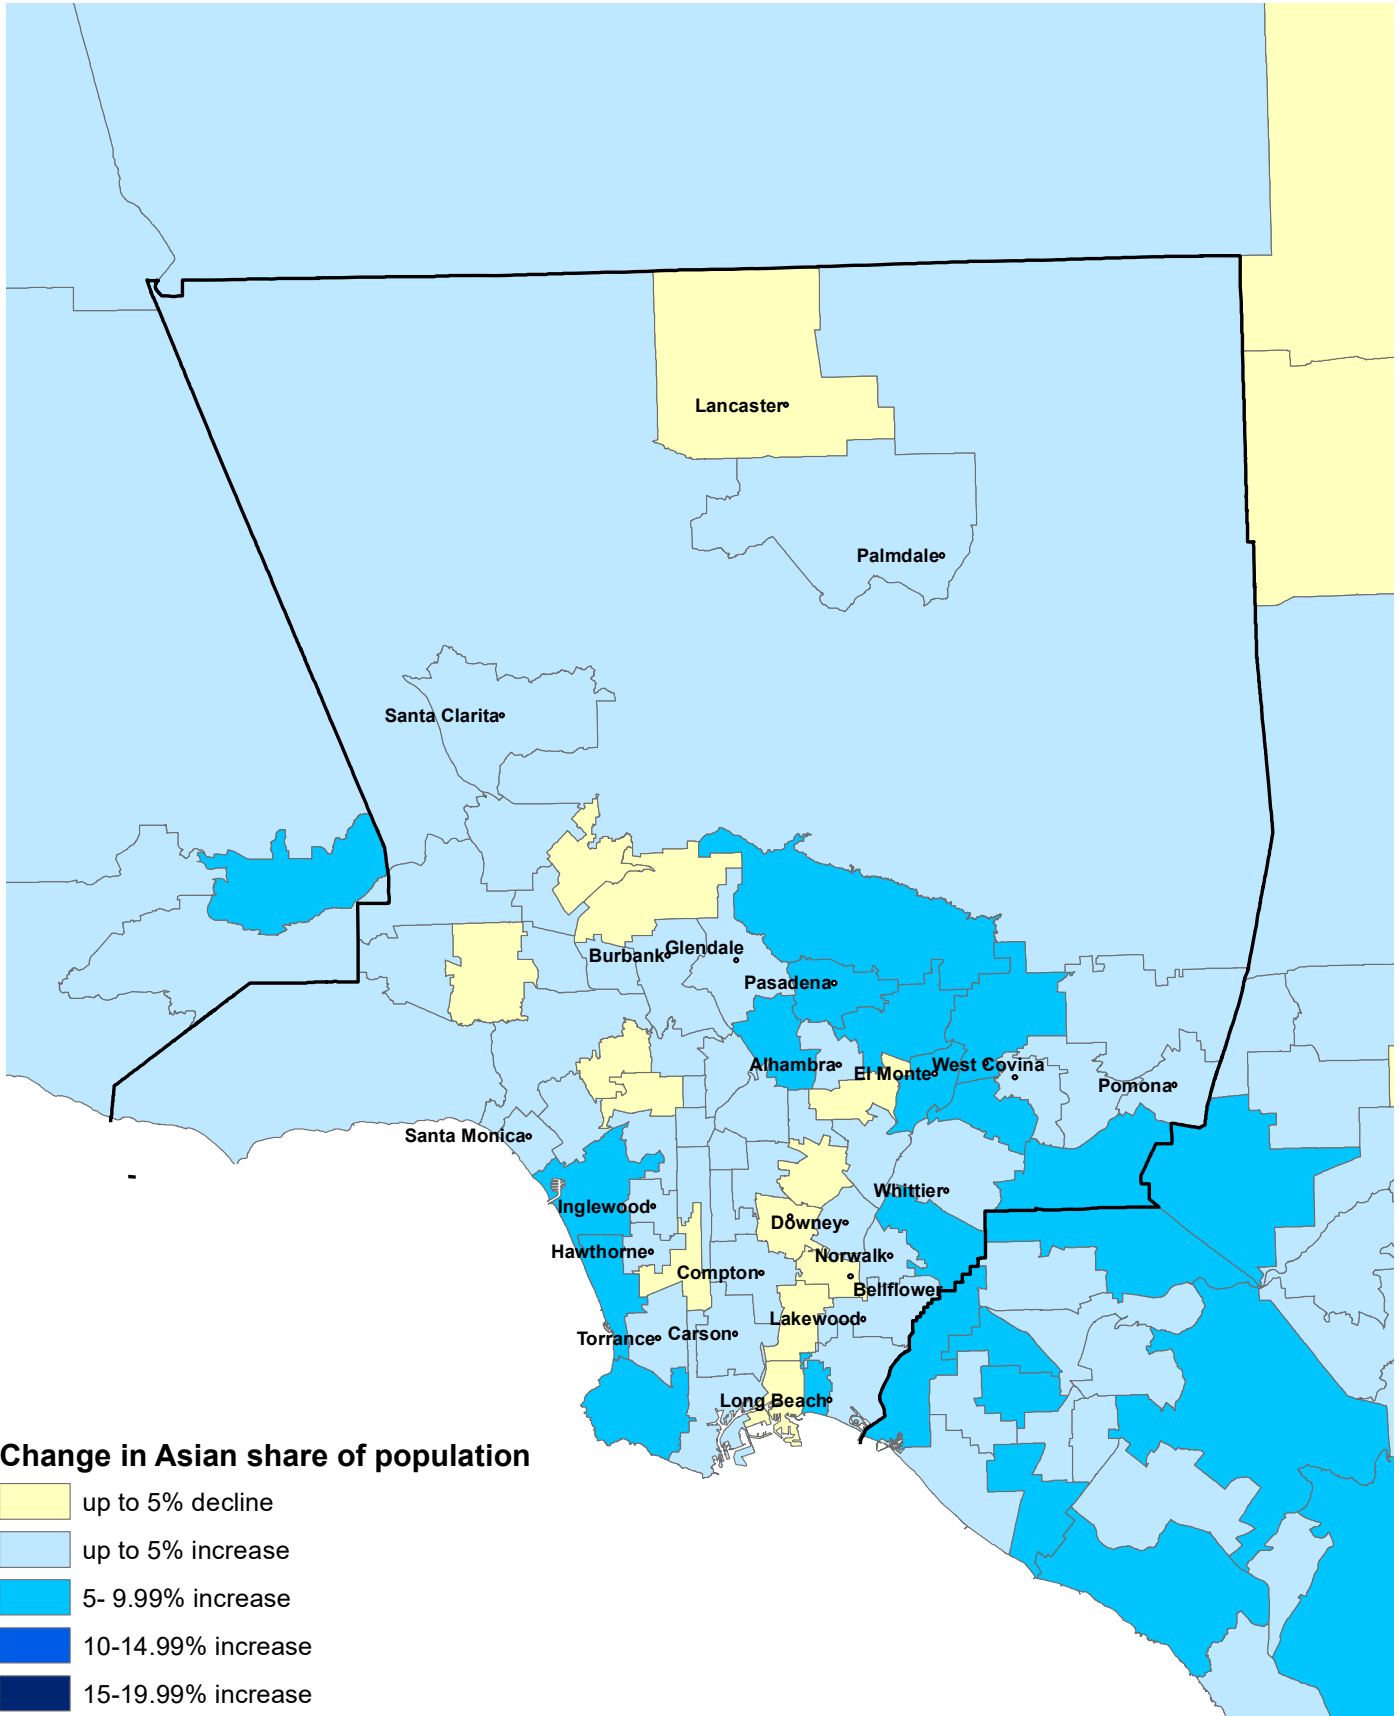 Lancaster
Palmdale
Santa Clarita
Burbank
Glendale
Pasadena
Alhambra
El Monte
West Covina
Pomona
Santa Monica
Whittier
Inglewood
Downey
Hawthorne
Norwalk
Compton
Bellflower
Lakewood
Torrance
Carson
Long Beach
Change in Asian share of population
up to 5% decline
up to 5% increase
5- 9.99% increase
10-14.99% increase
15-19.99% increase